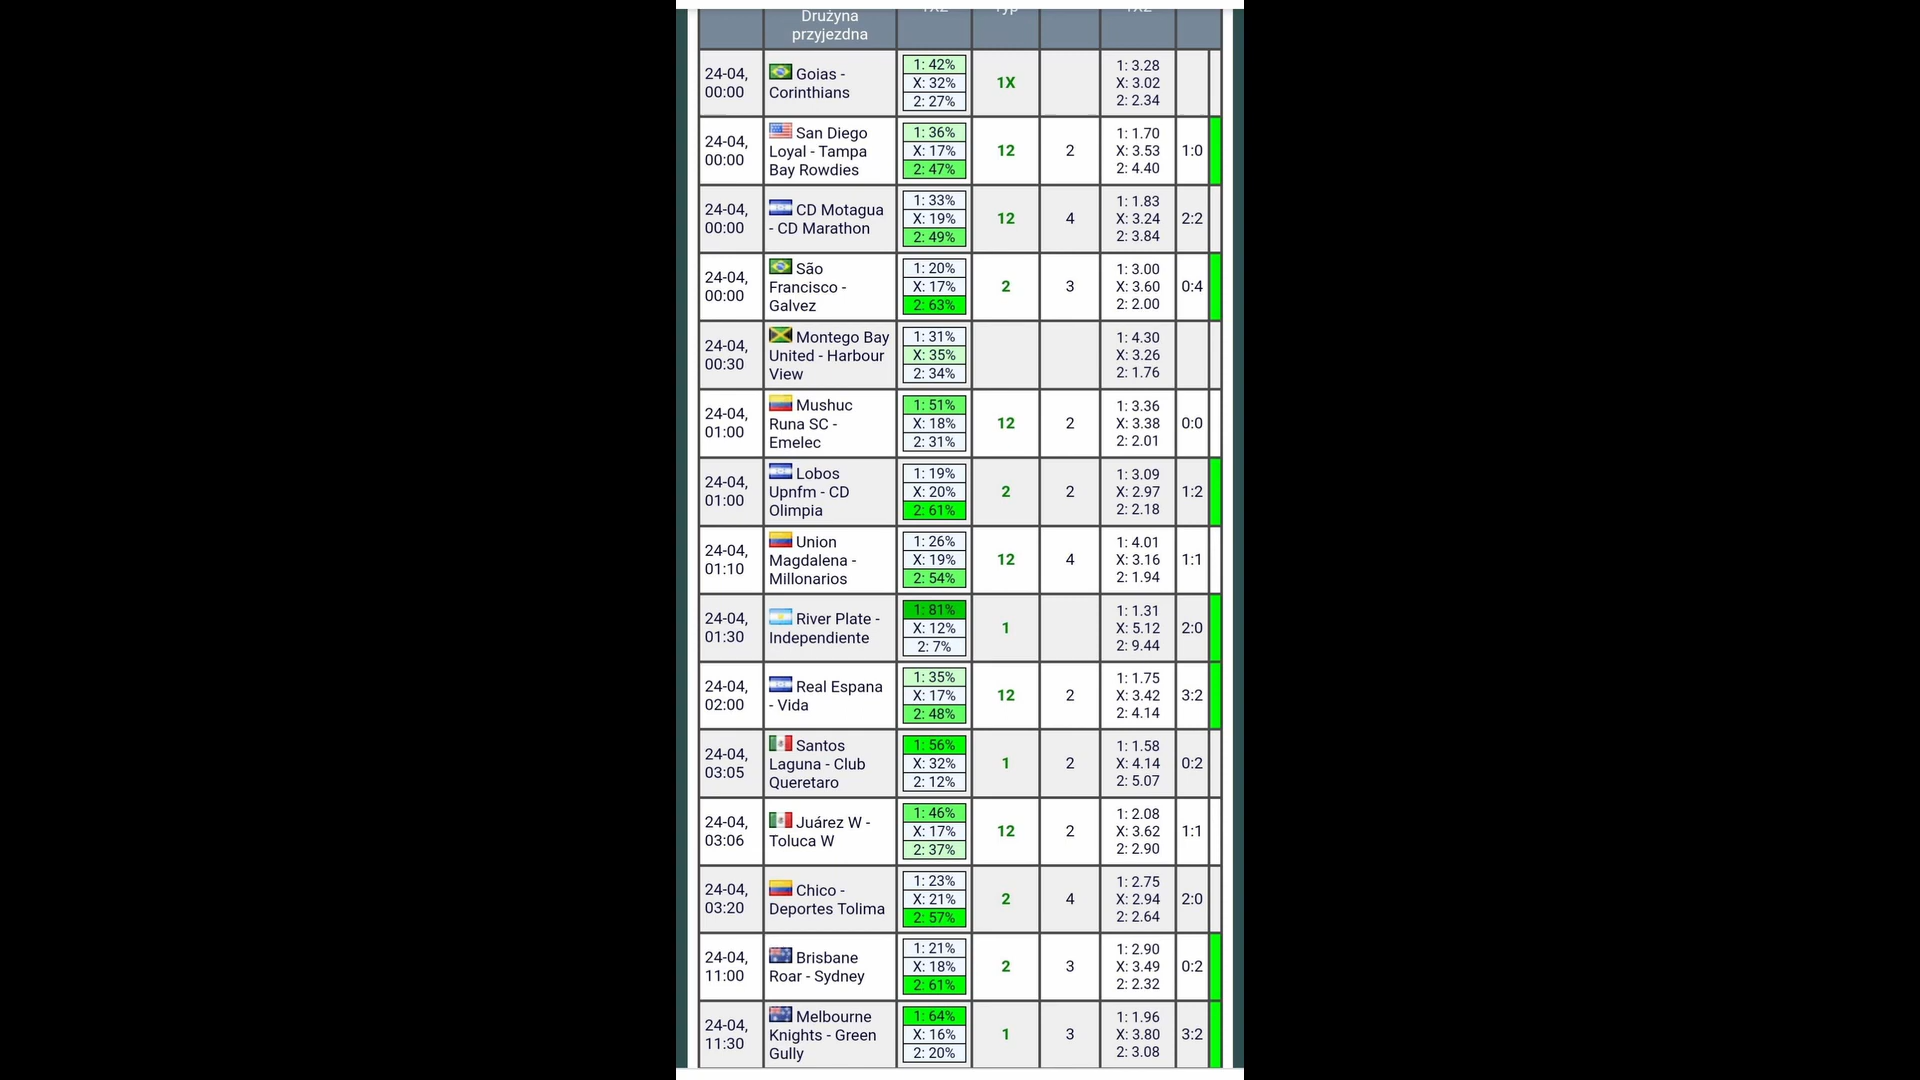 Drużyna
przyjezdna
1X2
Typ
1X2
24-04,
00:00
Goias -
Corinthians
1: 42%
X: 32%
2: 27%
1X
1: 3.28
X: 3.02
2: 2.34
24-04,
00:00
San Diego
Loyal - Tampa
Bay Rowdies
1: 36%
X: 17%
2: 47%
12
2
1: 1.70
X: 3.53
2: 4.40
1:0
24-04,
00:00
CD Motagua
- CD Marathon
1: 33%
X: 19%
2: 49%
12
4
1: 1.83
X: 3.24
2: 3.84
2:2
24-04,
00:00
São
Francisco -
Galvez
1: 20%
X: 17%
2: 63%
2
3
1: 3.00
X: 3.60
2: 2.00
0:4
24-04,
00:30
Montego Bay
United - Harbour
View
1: 31%
X: 35%
2: 34%
1: 4.30
X: 3.26
2: 1.76
24-04,
01:00
Mushuc
Runa SC -
Emelec
1: 51%
X: 18%
2: 31%
12
2
1: 3.36
X: 3.38
2: 2.01
0:0
24-04,
01:00
Lobos
Upnfm - CD
Olimpia
1: 19%
X: 20%
2: 61%
2
2
1: 3.09
X: 2.97
2: 2.18
1:2
24-04,
01:10
Union
Magdalena -
Millonarios
1: 26%
X: 19%
2: 54%
12
4
1: 4.01
X: 3.16
2: 1.94
1:1
24-04,
01:30
River Plate -
Independiente
1: 81%
X: 12%
2: 7%
1
1: 1.31
X: 5.12
2: 9.44
2:0
24-04,
02:00
Real Espana
- Vida
1: 35%
X: 17%
2: 48%
12
2
1: 1.75
X: 3.42
2: 4.14
3:2
24-04,
03:05
Santos
Laguna - Club
Queretaro
1: 56%
X: 32%
2: 12%
1
2
1: 1.58
X: 4.14
2: 5.07
0:2
24-04,
03:06
Juárez W -
Toluca W
1: 46%
X: 17%
2: 37%
12
2
1: 2.08
X: 3.62
2: 2.90
1:1
24-04,
03:20
Chico -
Deportes Tolima
1: 23%
X: 21%
2: 57%
2
4
1: 2.75
X: 2.94
2: 2.64
2:0
24-04,
11:00
Brisbane
Roar - Sydney
1: 21%
X: 18%
2: 61%
2
3
1: 2.90
X: 3.49
2: 2.32
0:2
24-04,
11:30
Melbourne
Knights - Green
Gully
1: 64%
X: 16%
2: 20%
1
3
1: 1.96
X: 3.80
2: 3.08
3:2